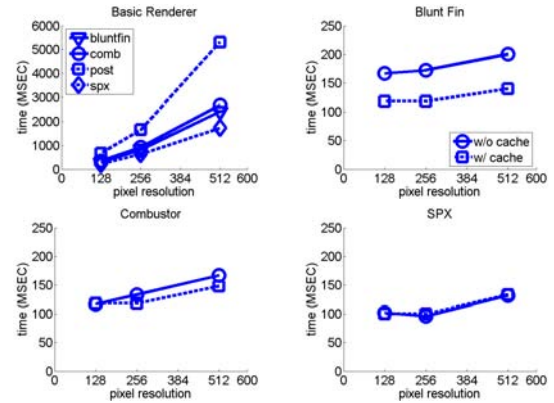 Basic Renderer
time (MSEC)
6000
5000
4000
3000
2000
1000
0
bluntfin
comb
post
spx
0 128 256 384 512 600
pixel resolution
Blunt Fin
time (MSEC)
250
200
150
100
50
0
w/o cache
w/ cache
0 128 256 384 512 600
pixel resolution
Combustor
time (MSEC)
250
200
150
100
50
0
0 128 256 384 512 600
pixel resolution
SPX
time (MSEC)
250
200
150
100
50
0
0 128 256 384 512 600
pixel resolution